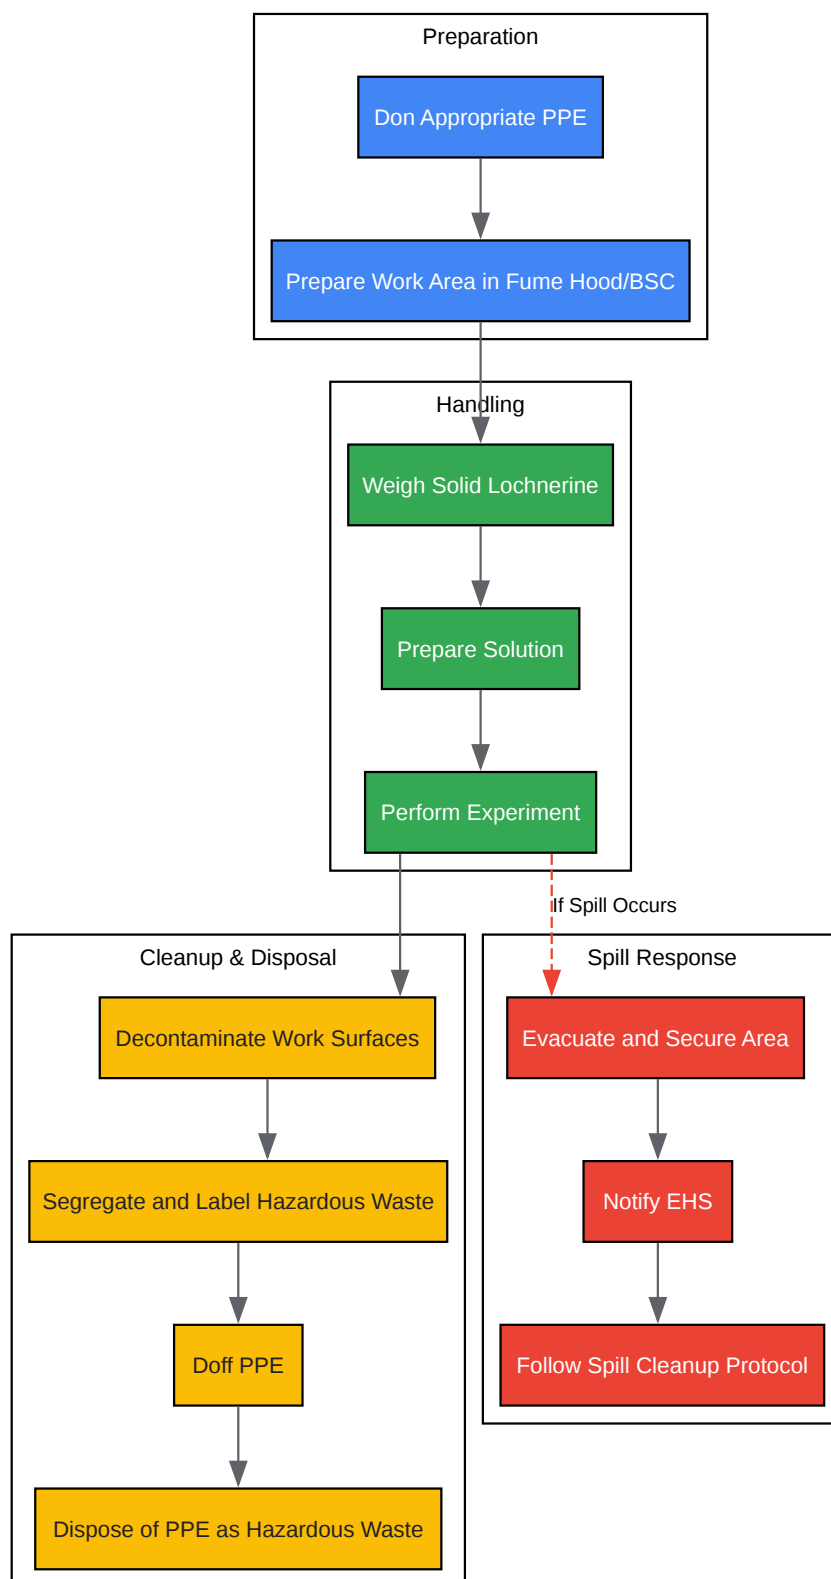 Preparation
Don Appropriate PPE
Prepare Work Area in Fume Hood/BSC
Handling
Weigh Solid Lochnerine
Prepare Solution
Perform Experiment
If Spill Occurs
Cleanup & Disposal
Decontaminate Work Surfaces
Segregate and Label Hazardous Waste
Doff PPE
Dispose of PPE as Hazardous Waste
Spill Response
Evacuate and Secure Area
Notify EHS
Follow Spill Cleanup Protocol